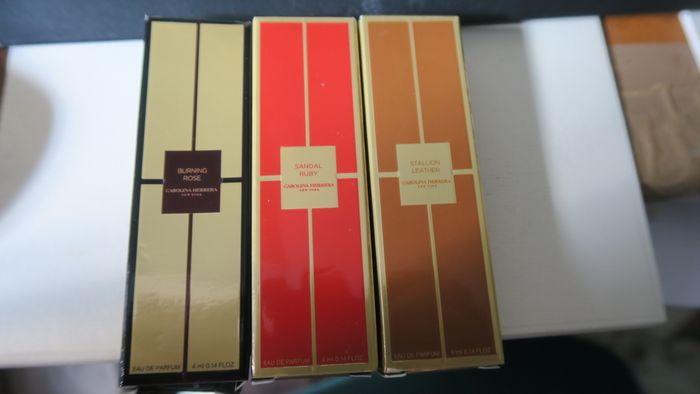 BURNING
ROSE
CAROLINA HERRERA
NEW YORK
EAU DE PARFUM 4 ml 0.14 FL.OZ
SANDAL
RUBY
CAROLINA HERRERA
NEW YORK
EAU DE PARFUM 4 ml 0.14 FL.OZ
STALLION
LEATHER
CAROLINA HERRERA
NEW YORK
EAU DE PARFUM 4 ml 0.14 FL.OZ